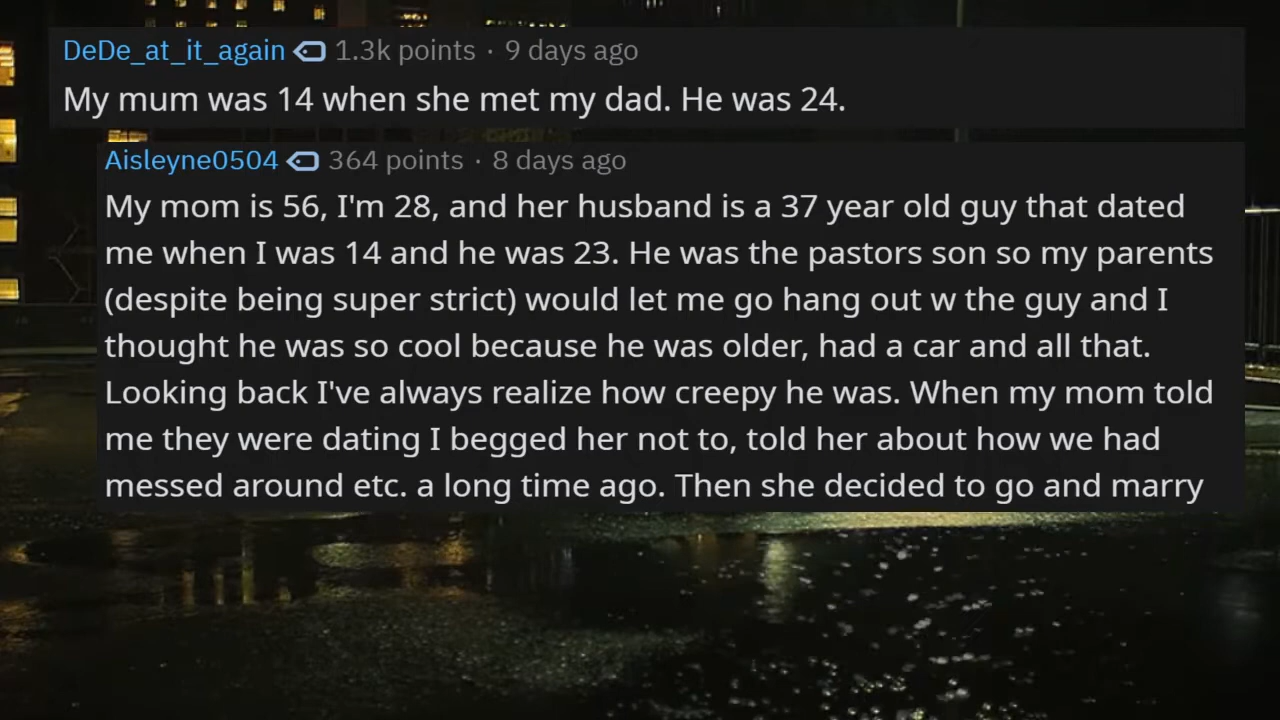 DeDe_at_it_again 1.3k points · 9 days ago
My mum was 14 when she met my dad. He was 24.
Aisleyne0504 364 points · 8 days ago
My mom is 56, I'm 28, and her husband is a 37 year old guy that dated
me when I was 14 and he was 23. He was the pastors son so my parents
(despite being super strict) would let me go hang out w the guy and I
thought he was so cool because he was older, had a car and all that.
Looking back I've always realize how creepy he was. When my mom told
me they were dating I begged her not to, told her about how we had
messed around etc. a long time ago. Then she decided to go and marry